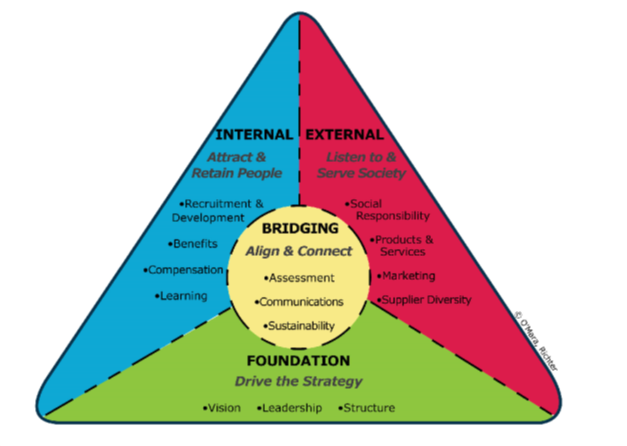 INTERNAL
Attract &
Retain People
•Recruitment &
Development
•Benefits
•Compensation
•Learning
EXTERNAL
Listen to &
Serve Society
•Social
Responsibility
•Products &
Services
•Marketing
•Supplier Diversity
BRIDGING
Align & Connect
•Assessment
•Communications
•Sustainability
FOUNDATION
Drive the Strategy
•Vision •Leadership •Structure
© O'Mara, Richter